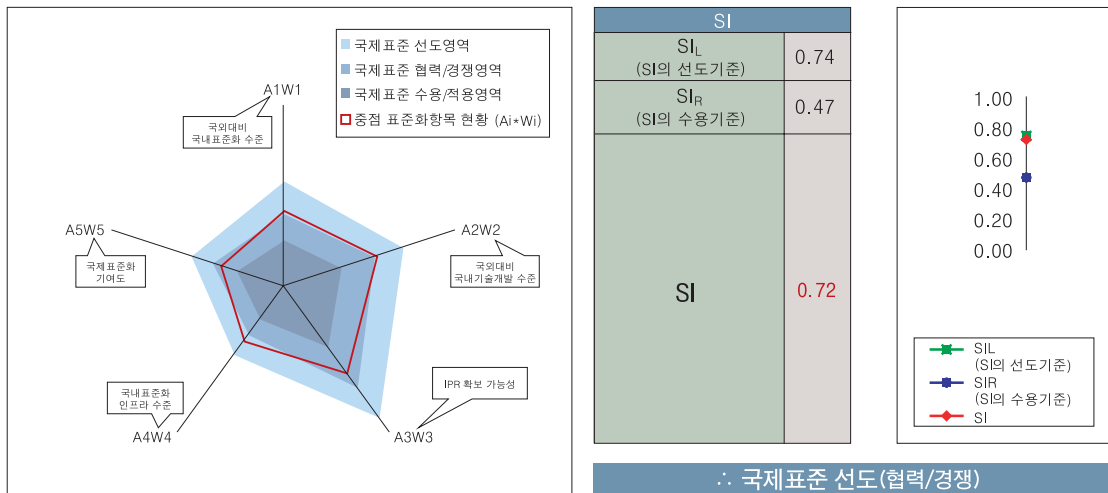 국제표준 선도영역
국제표준 협력/경쟁영역
국제표준 수용/적용영역
중점 표준화항목 현황 (Ai*Wi)
A1W1
국외대비
국내표준화 수준
A5W5
국제표준화
기여도
A2W2
국외대비
국내기술개발 수준
국내표준화
인프라 수준
A4W4
IPR 확보 가능성
A3W3
SI
SIL
(SI의 선도기준)
0.74
SIR
(SI의 수용기준)
0.47
SI
0.72
1.00
0.80
0.60
0.40
0.20
0.00
SIL
(SI의 선도기준)
SIR
(SI의 수용기준)
SI
∴ 국제표준 선도(협력/경쟁)